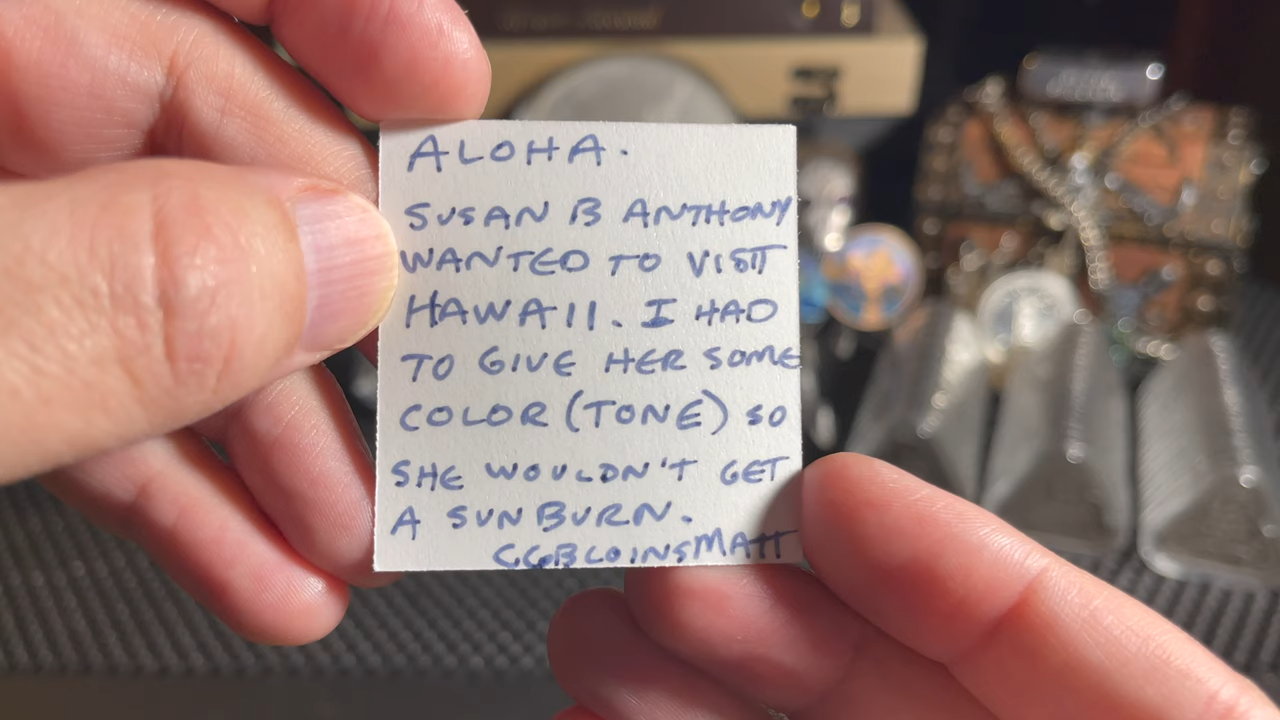 ALOHA.
SUSAN B ANTHONY
WANTED TO VISIT
HAWAII. I HAD
TO GIVE HER SOME
COLOR (TONE) SO
SHE WOULDN'T GET
A SUNBURN.
CGBCOINSMATT